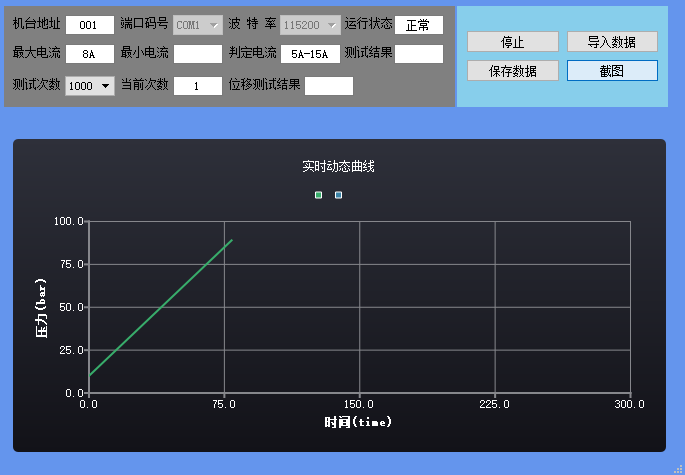 机台地址 001 端口码号 COM1 波 特 率 115200 运行状态 正常
最大电流 8A 最小电流 判定电流 5A-15A 测试结果
测试次数 1000 当前次数 1 位移测试结果
停止 导入数据
保存数据 截图
实时动态曲线
100.0
75.0
50.0
25.0
0.0
压力(bar)
0.0 75.0 150.0 225.0 300.0
时间(time)